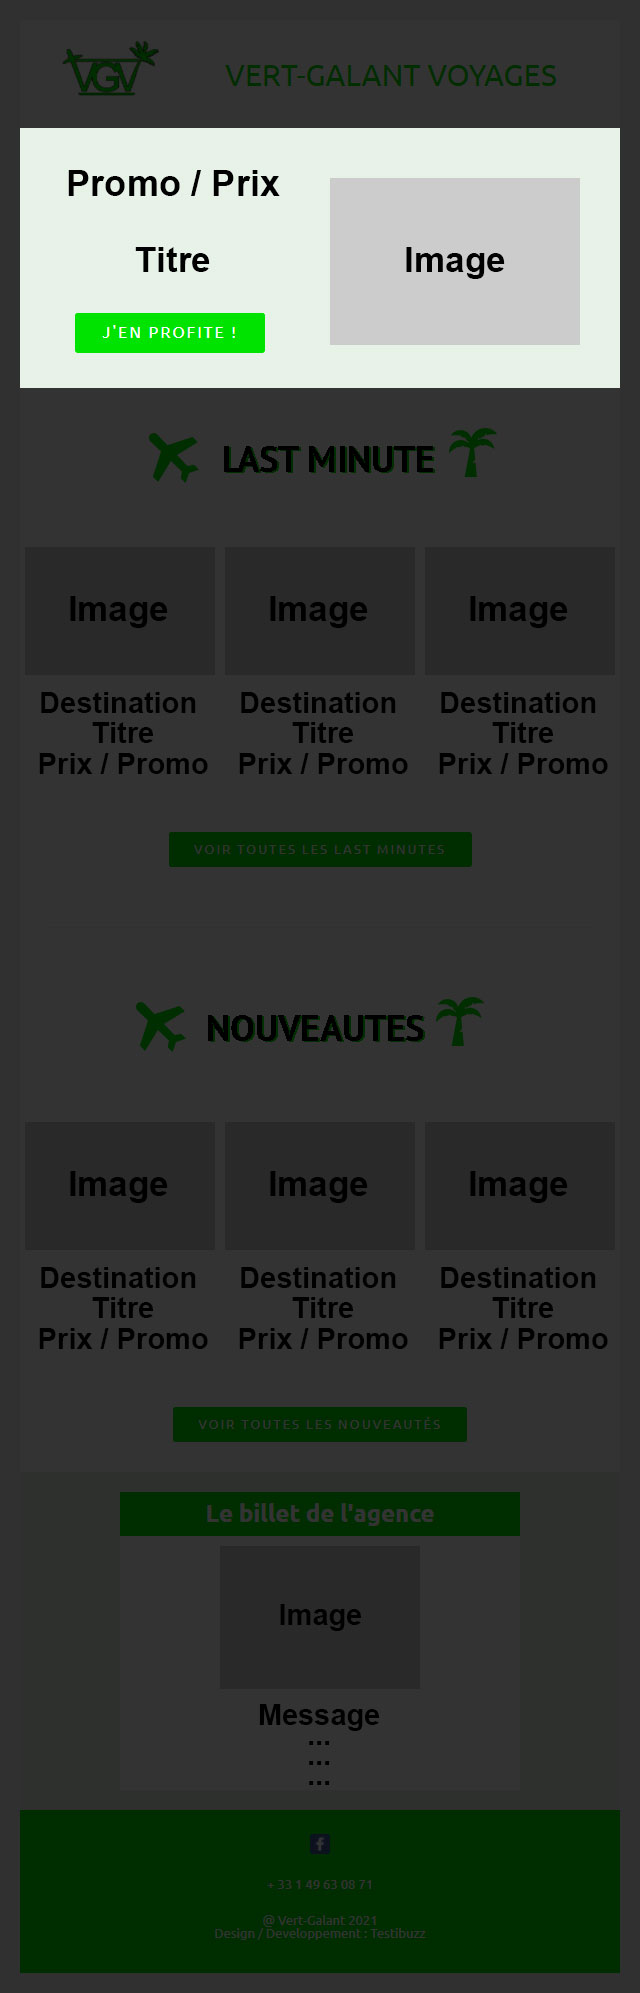 VGV
VERT-GALANT VOYAGES
Promo / Prix
Titre
J'EN PROFITE !
Image
LAST MINUTE
Image Image Image
Destination Destination Destination
Titre Titre Titre
Prix / Promo Prix / Promo Prix / Promo
VOIR TOUTES LES LAST MINUTES
NOUVEAUTES
Image Image Image
Destination Destination Destination
Titre Titre Titre
Prix / Promo Prix / Promo Prix / Promo
VOIR TOUTES LES NOUVEAUTÉS
Le billet de l'agence
Image
Message
...
...
...
f
+ 33 1 49 63 08 71
@ Vert-Galant 2021
Design / Developpement : Testibuzz